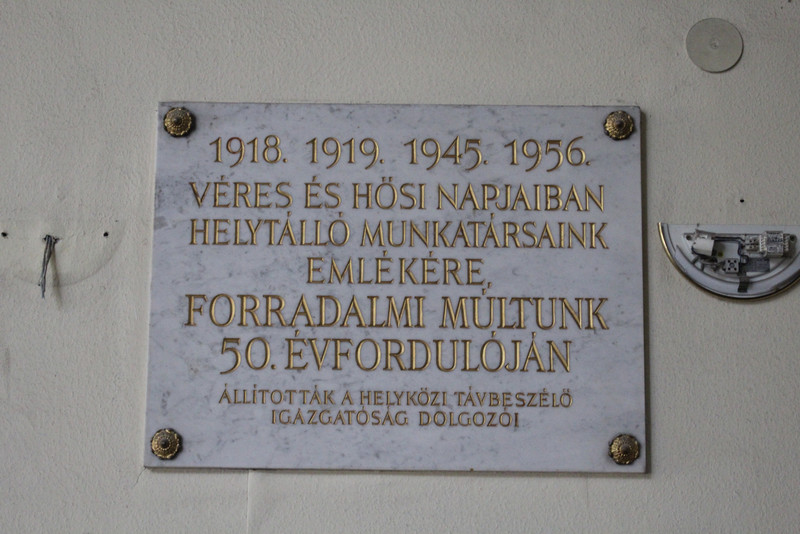 1918. 1919. 1945. 1956.
VÉRES ÉS HŐSI NAPJAIBAN
HELYTÁLLÓ MUNKATÁRSAINK
EMLÉKÉRE,
FORRADALMI MÚLTUNK
50. ÉVFORDULÓJÁN
ÁLLÍTOTTÁK A HELYKÖZI TÁVBESZÉLŐ
IGAZGATÓSÁG DOLGOZÓI